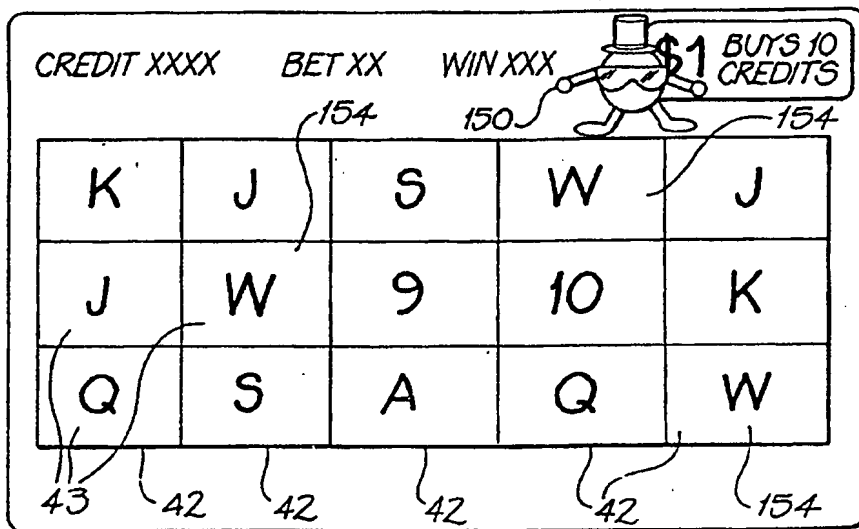 CREDIT XXXX BET XX WIN XXX $1 BUYS 10
CREDITS
154 150 154
K J S W J
J W 9 10 K
Q S A Q W
43 42 42 42 42 154